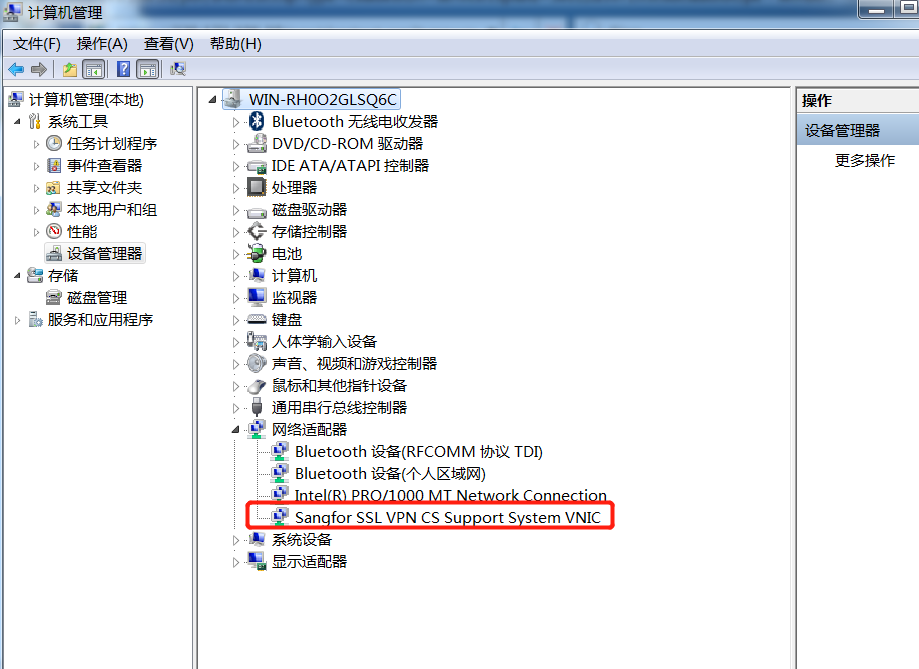 计算机管理
文件(F) 操作(A) 查看(V) 帮助(H)
计算机管理(本地)
系统工具
任务计划程序
事件查看器
共享文件夹
本地用户和组
性能
设备管理器
存储
磁盘管理
服务和应用程序
WIN-RH0O2GLSQ6C
Bluetooth 无线电收发器
DVD/CD-ROM 驱动器
IDE ATA/ATAPI 控制器
处理器
磁盘驱动器
存储控制器
电池
计算机
监视器
键盘
人体学输入设备
声音、视频和游戏控制器
鼠标和其他指针设备
通用串行总线控制器
网络适配器
Bluetooth 设备(RFCOMM 协议 TDI)
Bluetooth 设备(个人区域网)
Intel(R) PRO/1000 MT Network Connection
Sangfor SSL VPN CS Support System VNIC
系统设备
显示适配器
操作
设备管理器
更多操作